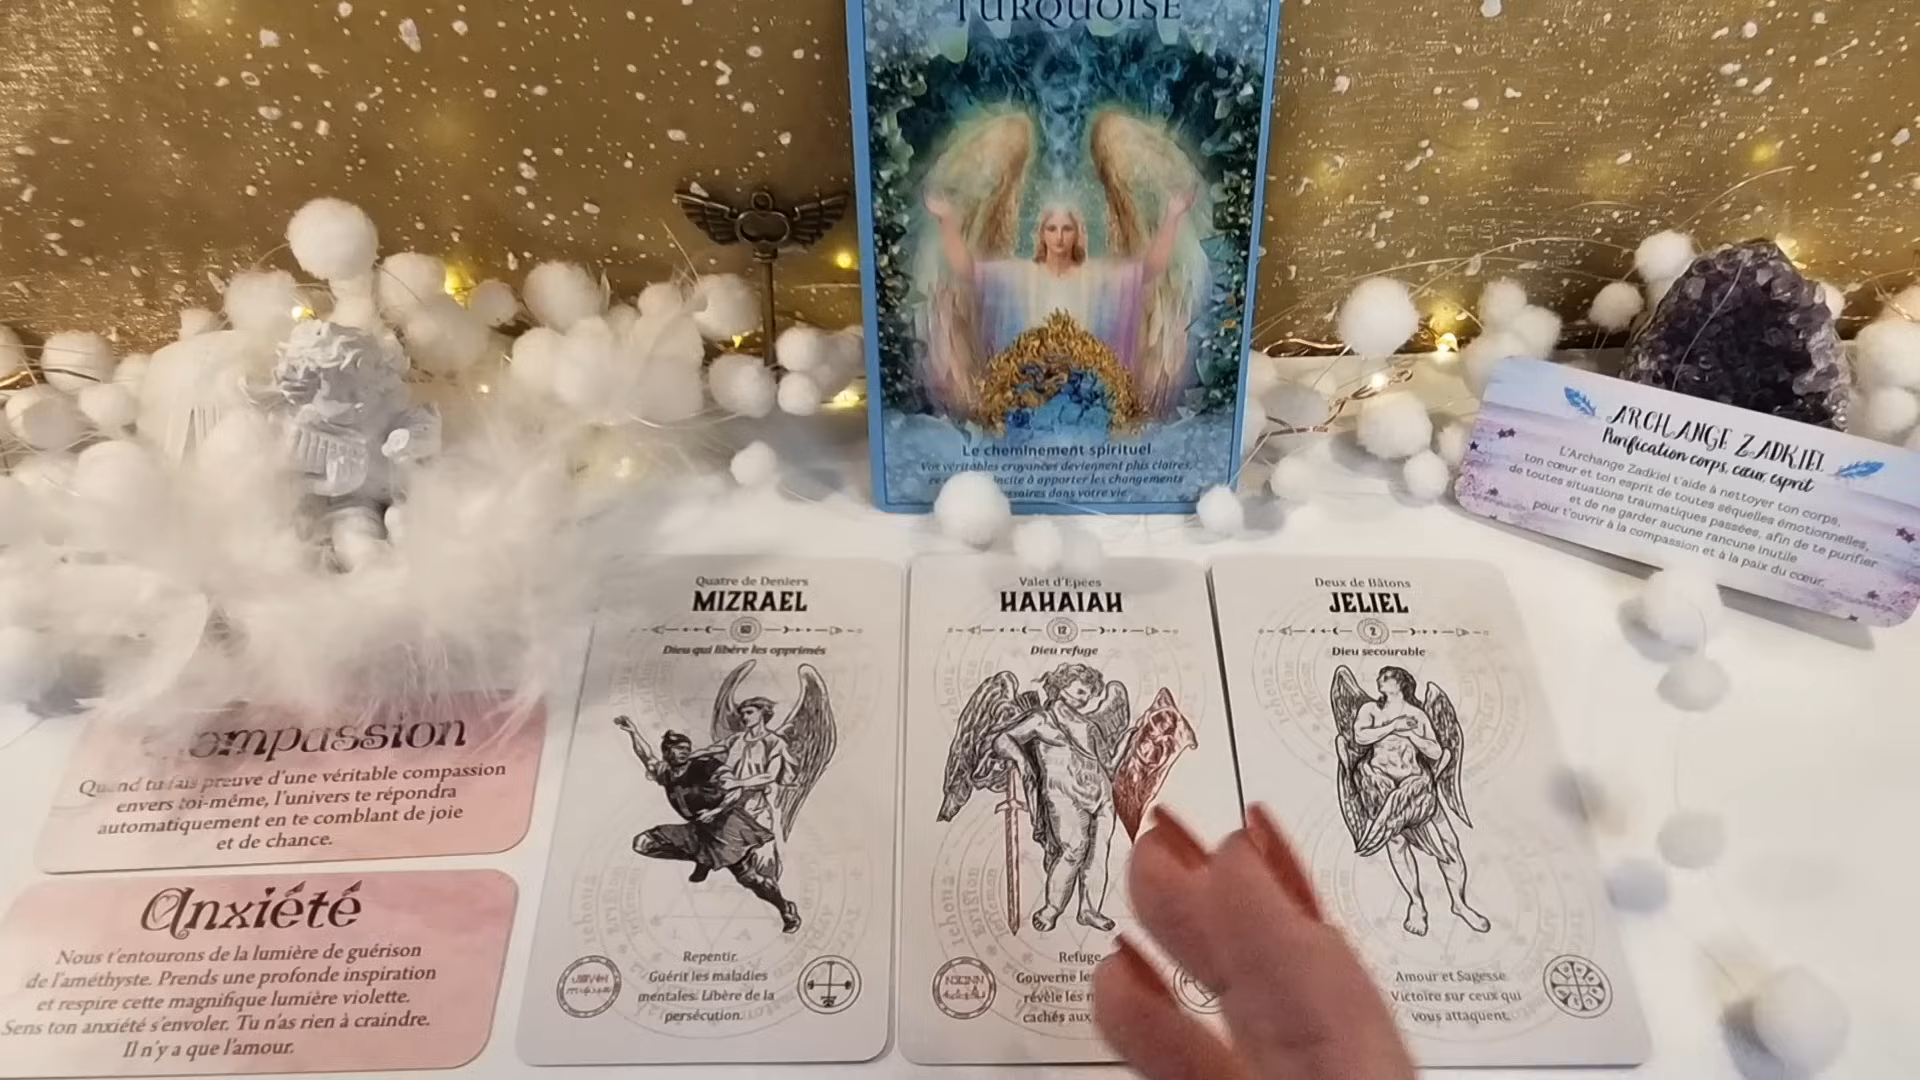 TURQUOISE
Le cheminement spirituel
Vos véritables croyances deviennent plus claires,
incite à apporter les changements
dans votre vie.
ARCHANGE ZADKIEL
Purification corps, cœur, esprit
L'Archange Zadkiel t'aide à nettoyer ton corps,
ton cœur et ton esprit de toutes séquelles émotionnelles,
de toutes situations traumatiques passées, afin de te purifier
et de ne garder aucune rancune inutile
pour t'ouvrir à la compassion et à la paix du cœur.
Quatre de Deniers
MIZRAEL
60
Dieu qui libère les opprimés
Repentir.
Guérit les maladies
mentales. Libère de la
persécution.
Valet d'Epées
HAHAIAH
12
Dieu refuge
Refuge
Gouverne les
révèle les
cachés aux
Deux de Bâtons
JELIEL
2
Dieu secourable
Amour et Sagesse
Victoire sur ceux qui
vous attaquent.
ompassion
Quand tu fais preuve d'une véritable compassion
envers toi-même, l'univers te répondra
automatiquement en te comblant de joie
et de chance.
Anxiété
Nous t'entourons de la lumière de guérison
de l'améthyste. Prends une profonde inspiration
et respire cette magnifique lumière violette.
Sens ton anxiété s'envoler. Tu n'as rien à craindre.
Il n'y a que l'amour.